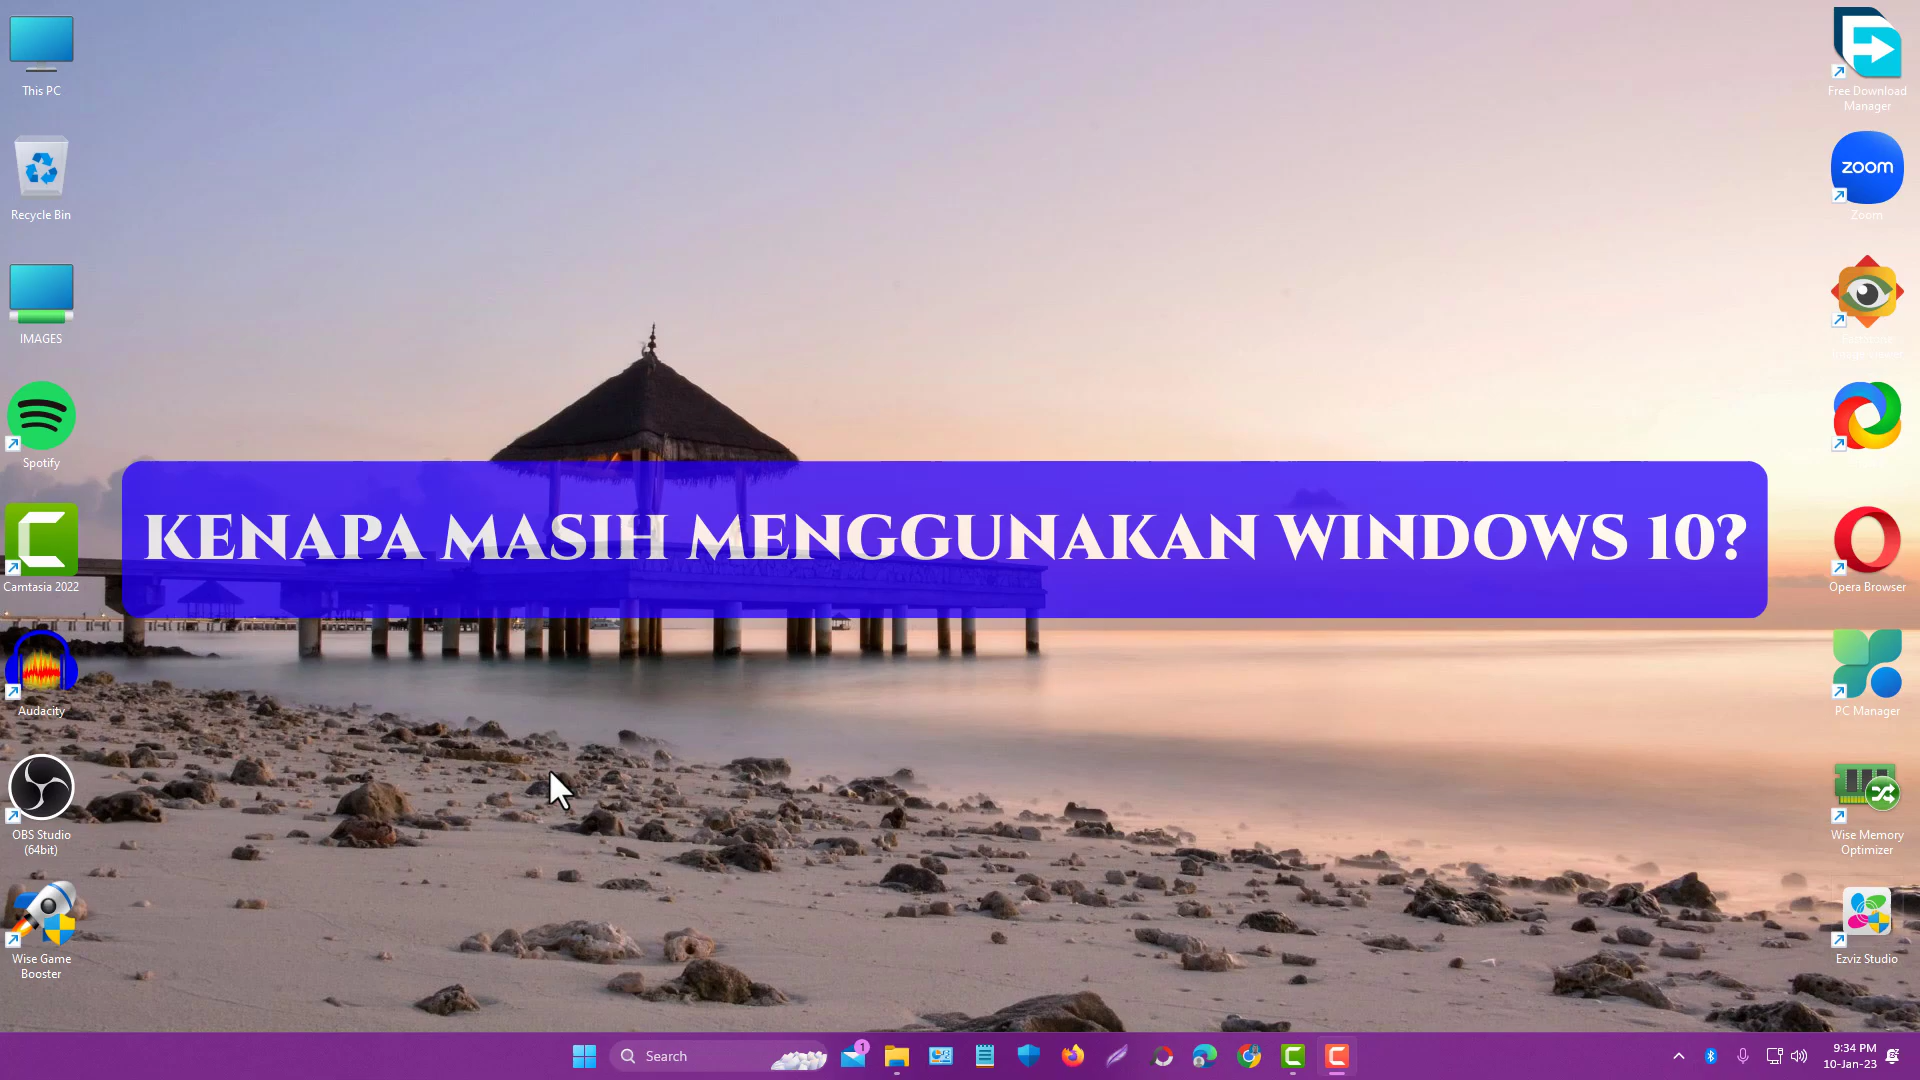 This PC
Recycle Bin
IMAGES
Spotify
Camtasia 2022
Audacity
OBS Studio
(64bit)
Wise Game
Booster
KENAPA MASIH MENGGUNAKAN WINDOWS 10?
Free Download
Manager
zoom
Zoom
Opera Browser
PC Manager
Wise Memory
Optimizer
Ezviz Studio
Search
1
9:34 PM
10-Jan-23